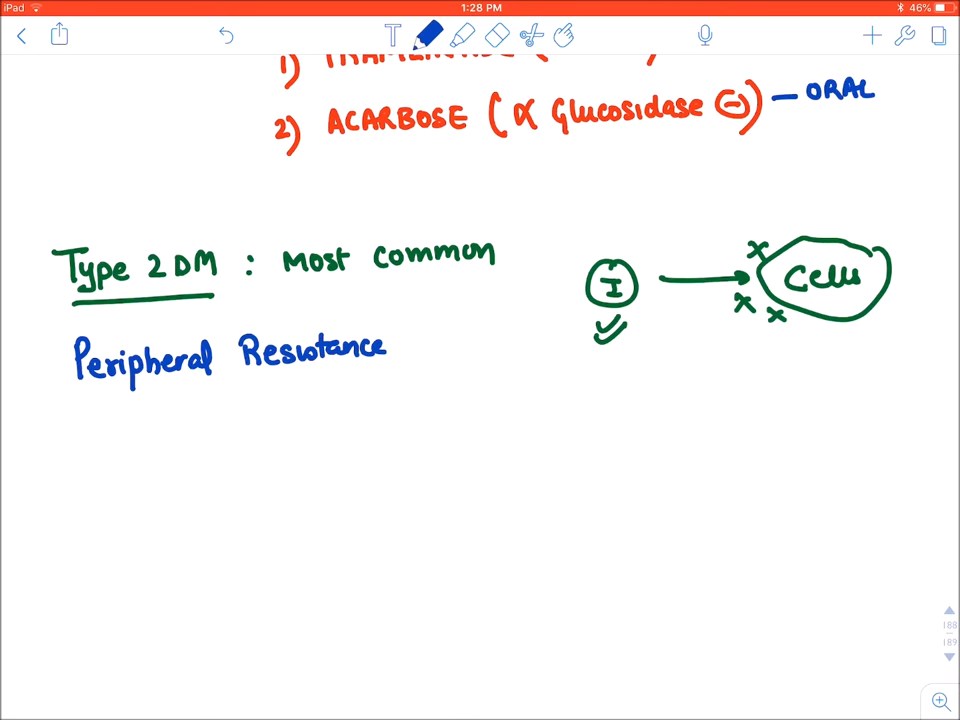 iPad 1:28 PM 46%
T
1)
2) ACARBOSE (α Glucosidase ⊖) — ORAL
Type 2 DM : Most Common
I → Cells
x x x
Peripheral Resistance
188
189